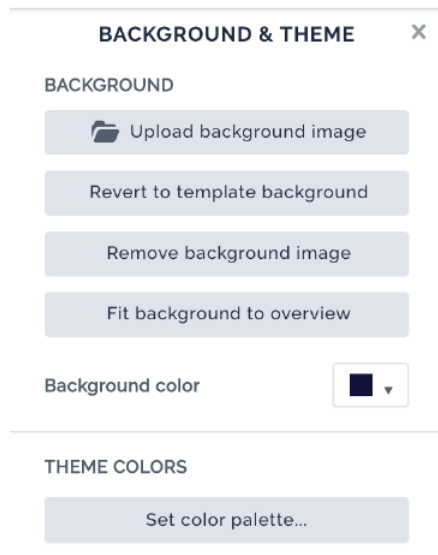 BACKGROUND & THEME
BACKGROUND
Upload background image
Revert to template background
Remove background image
Fit background to overview
Background color
THEME COLORS
Set color palette...